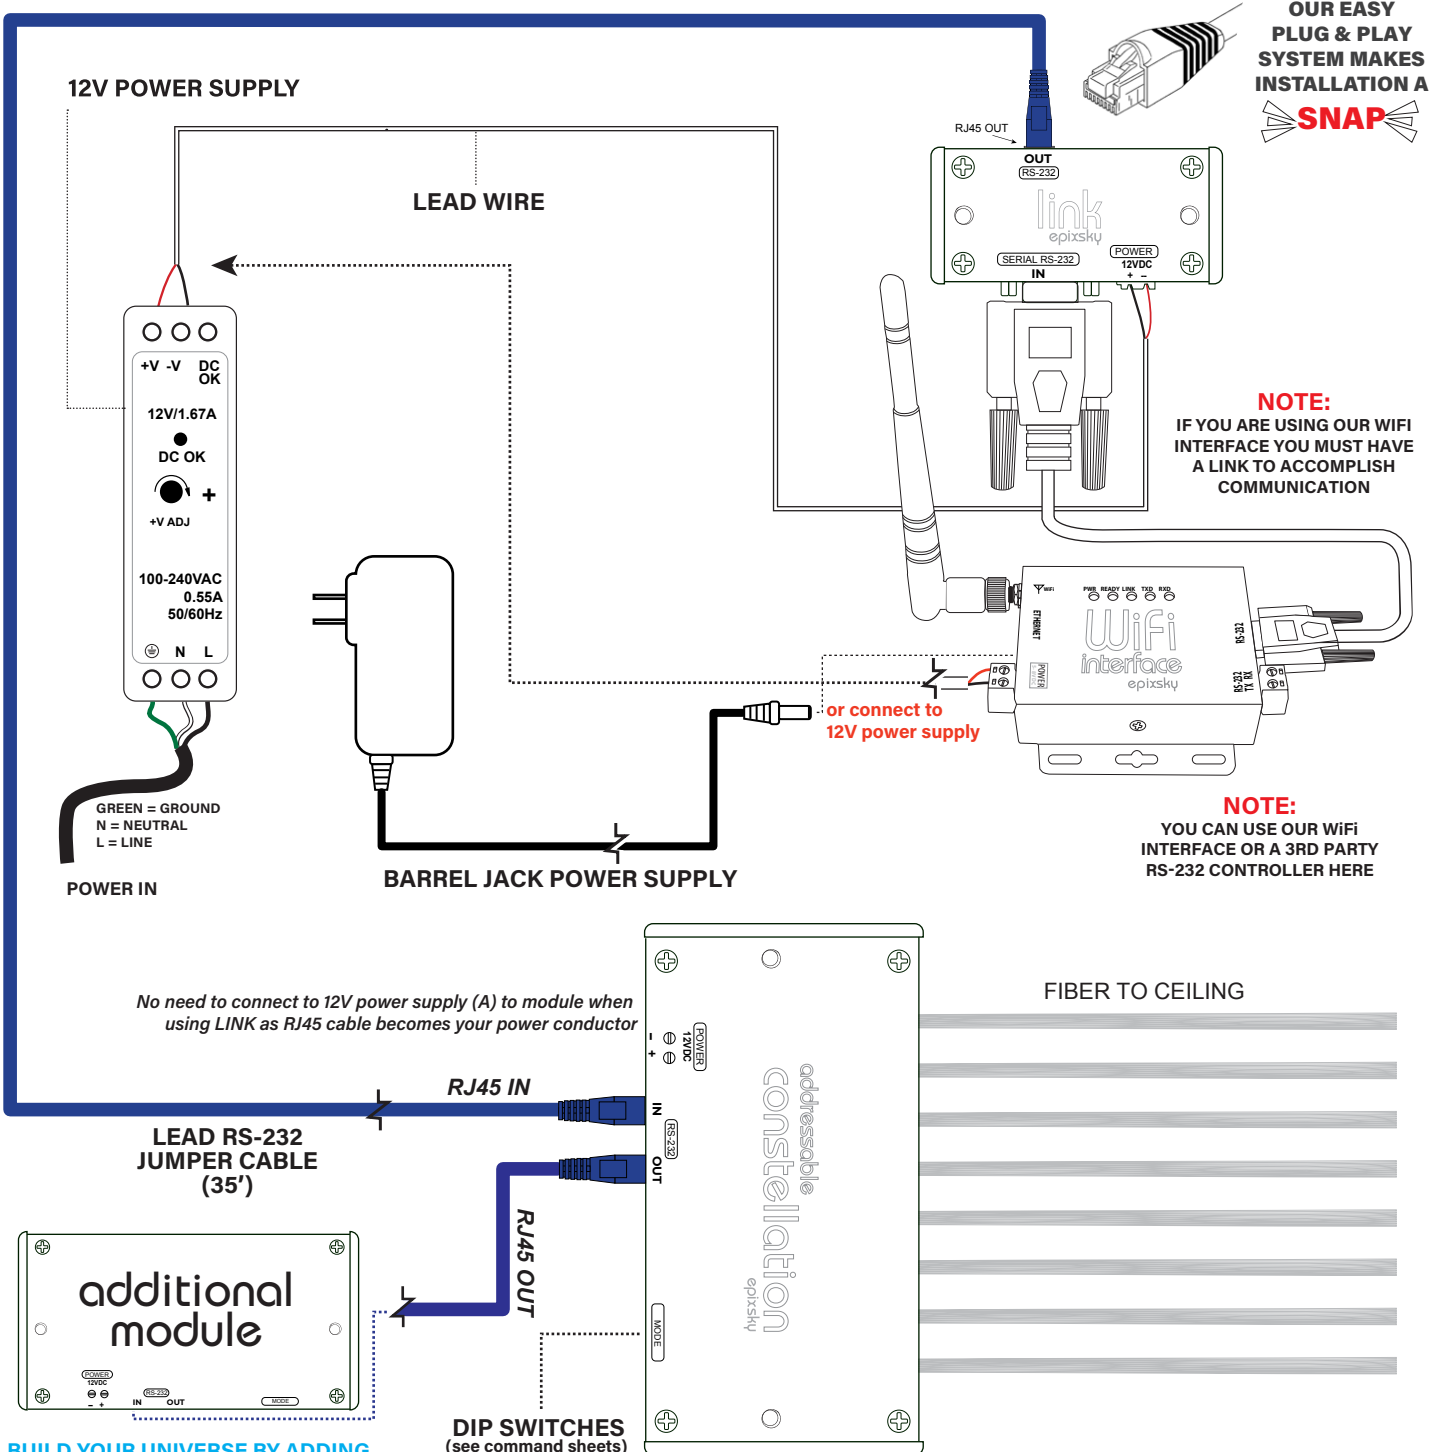 OUR EASY
PLUG & PLAY
SYSTEM MAKES
INSTALLATION A
SNAP
12V POWER SUPPLY
LEAD WIRE
RJ45 OUT
OUT
RS-232
link
epixsky
SERIAL RS-232
IN
POWER
12VDC
+ –
+V -V DC
OK
12V/1.67A
DC OK
+
+V ADJ
100-240VAC
0.55A
50/60Hz
N L
GREEN = GROUND
N = NEUTRAL
L = LINE
POWER IN
NOTE:
IF YOU ARE USING OUR WIFI
INTERFACE YOU MUST HAVE
A LINK TO ACCOMPLISH
COMMUNICATION
WiFi
PWR READY LINK TXD RXD
ETHERNET
WiFi
interface
epixsky
POWER
RS-232
RS-232
TX RX
or connect to
12V power supply
BARREL JACK POWER SUPPLY
NOTE:
YOU CAN USE OUR WiFi
INTERFACE OR A 3RD PARTY
RS-232 CONTROLLER HERE
No need to connect to 12V power supply (A) to module when
using LINK as RJ45 cable becomes your power conductor
POWER
12VDC
– +
FIBER TO CEILING
RJ45 IN
IN
RS-232
OUT
LEAD RS-232
JUMPER CABLE
(35')
RJ45 OUT
addressable
constellation
epixsky
MODE
additional
module
POWER
12VDC
– +
IN
RS-232
OUT
MODE
DIP SWITCHES
(see command sheets)
BUILD YOUR UNIVERSE BY ADDING